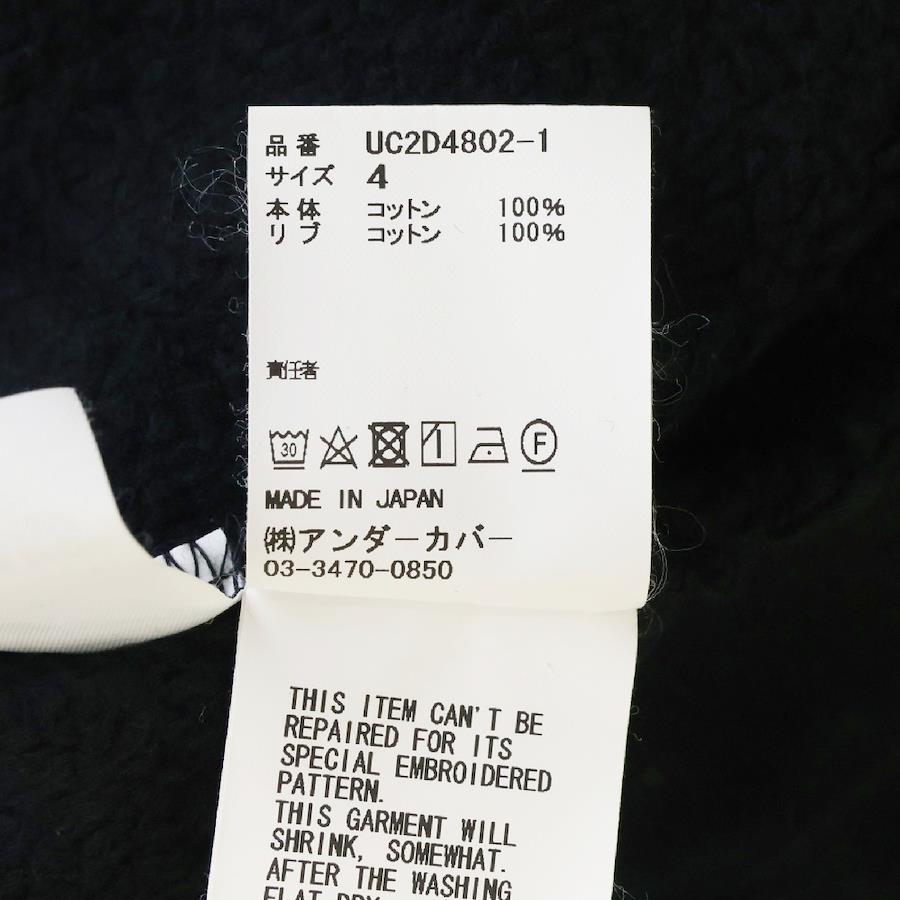 品番 UC2D4802-1
サイズ 4
本体 コットン 100%
リブ コットン 100%
責任者
30 F
MADE IN JAPAN
㈱アンダーカバー
03-3470-0850
THIS ITEM CAN'T BE
REPAIRED FOR ITS
SPECIAL EMBROIDERED
PATTERN.
THIS GARMENT WILL
SHRINK, SOMEWHAT.
AFTER THE WASHING
FLAT DRY